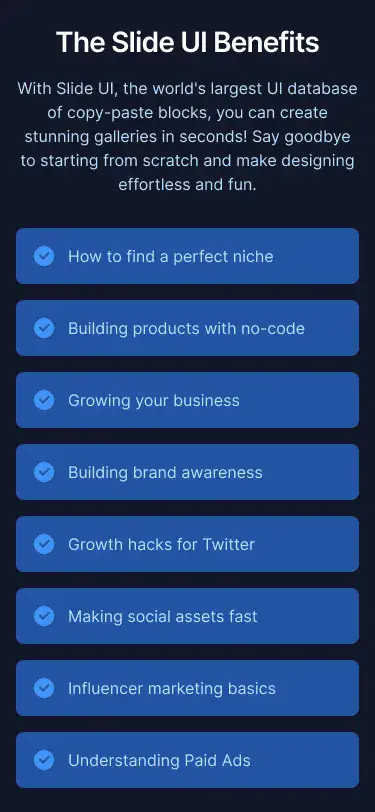 The Slide UI Benefits
With Slide UI, the world's largest UI database
of copy-paste blocks, you can create
stunning galleries in seconds! Say goodbye
to starting from scratch and make designing
effortless and fun.
How to find a perfect niche
Building products with no-code
Growing your business
Building brand awareness
Growth hacks for Twitter
Making social assets fast
Influencer marketing basics
Understanding Paid Ads